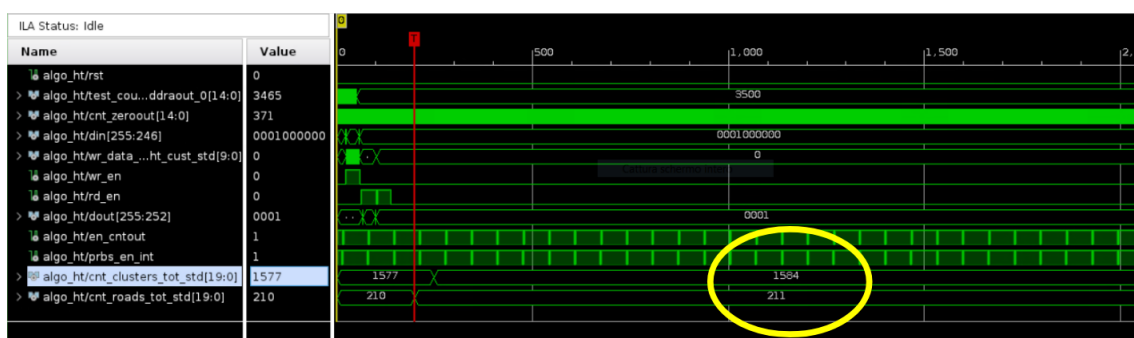 ILA Status: Idle
Name Value
algo_ht/rst 0
algo_ht/test_cou...ddraout_0[14:0] 3465
algo_ht/cnt_zeroout[14:0] 371
algo_ht/din[255:246] 0001000000
algo_ht/wr_data_...ht_cust_std[9:0] 0
algo_ht/wr_en 0
algo_ht/rd_en 0
algo_ht/dout[255:252] 0001
algo_ht/en_cntout 1
algo_ht/prbs_en_int 1
algo_ht/cnt_clusters_tot_std[19:0] 1577
algo_ht/cnt_roads_tot_std[19:0] 210
0
T
0 500 1,000 1,500 2,
3500
0001000000
0
0001
1577 1584
210 211